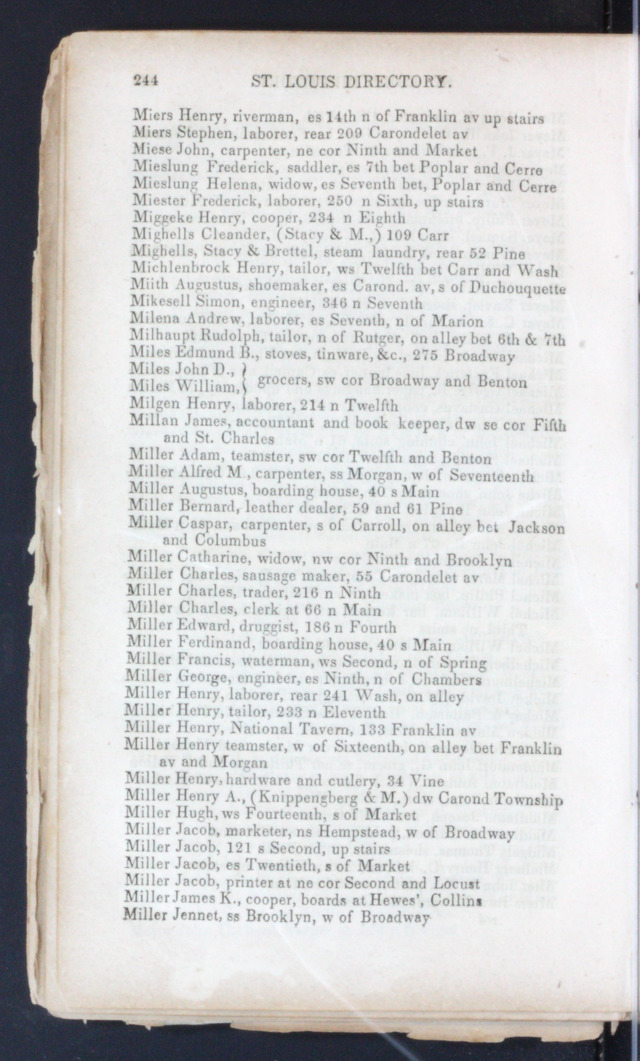 244 ST. LOUIS DIRECTORY.
Miers Henry, riverman, es 14th n of Franklin av up stairs
Miers Stephen, laborer, rear 209 Carondelet av
Miese John, carpenter, ne cor Ninth and Market
Mieslung Frederick, saddler, es 7th bet Poplar and Cerre
Mieslung Helena, widow, es Seventh bet, Poplar and Cerre
Miester Frederick, laborer, 250 n Sixth, up stairs
Miggeke Henry, cooper, 234 n Eighth
Mighells Cleander, (Stacy & M.,) 109 Carr
Mighells, Stacy & Brettel, steam laundry, rear 52 Pine
Michlenbrock Henry, tailor, ws Twelfth bet Carr and Wash
Miith Augustus, shoemaker, es Carond. av, s of Duchouquette
Mikesell Simon, engineer, 346 n Seventh
Milena Andrew, laborer, es Seventh, n of Marion
Milhaupt Rudolph, tailor, n of Rutger, on alley bet 6th & 7th
Miles Edmund B., stoves, tinware, &c., 275 Broadway
Miles John D., }
Miles William, } grocers, sw cor Broadway and Benton
Milgen Henry, laborer, 214 n Twelfth
Millan James, accountant and book keeper, dw se cor Fifth
and St. Charles
Miller Adam, teamster, sw cor Twelfth and Benton
Miller Alfred M., carpenter, ss Morgan, w of Seventeenth
Miller Augustus, boarding house, 40 s Main
Miller Bernard, leather dealer, 59 and 61 Pine
Miller Caspar, carpenter, s of Carroll, on alley bet Jackson
and Columbus
Miller Catharine, widow, nw cor Ninth and Brooklyn
Miller Charles, sausage maker, 55 Carondelet av
Miller Charles, trader, 216 n Ninth
Miller Charles, clerk at 66 n Main
Miller Edward, druggist, 186 n Fourth
Miller Ferdinand, boarding house, 40 s Main
Miller Francis, waterman, ws Second, n of Spring
Miller George, engineer, es Ninth, n of Chambers
Miller Henry, laborer, rear 241 Wash, on alley
Miller Henry, tailor, 233 n Eleventh
Miller Henry, National Tavern, 133 Franklin av
Miller Henry teamster, w of Sixteenth, on alley bet Franklin
av and Morgan
Miller Henry, hardware and cutlery, 34 Vine
Miller Henry A., (Knippengberg & M.) dw Carond Township
Miller Hugh, ws Fourteenth, s of Market
Miller Jacob, marketer, ns Hempstead, w of Broadway
Miller Jacob, 121 s Second, up stairs
Miller Jacob, es Twentieth, s of Market
Miller Jacob, printer at ne cor Second and Locust
Miller James K., cooper, boards at Hewes', Collins
Miller Jennet, ss Brooklyn, w of Broadway